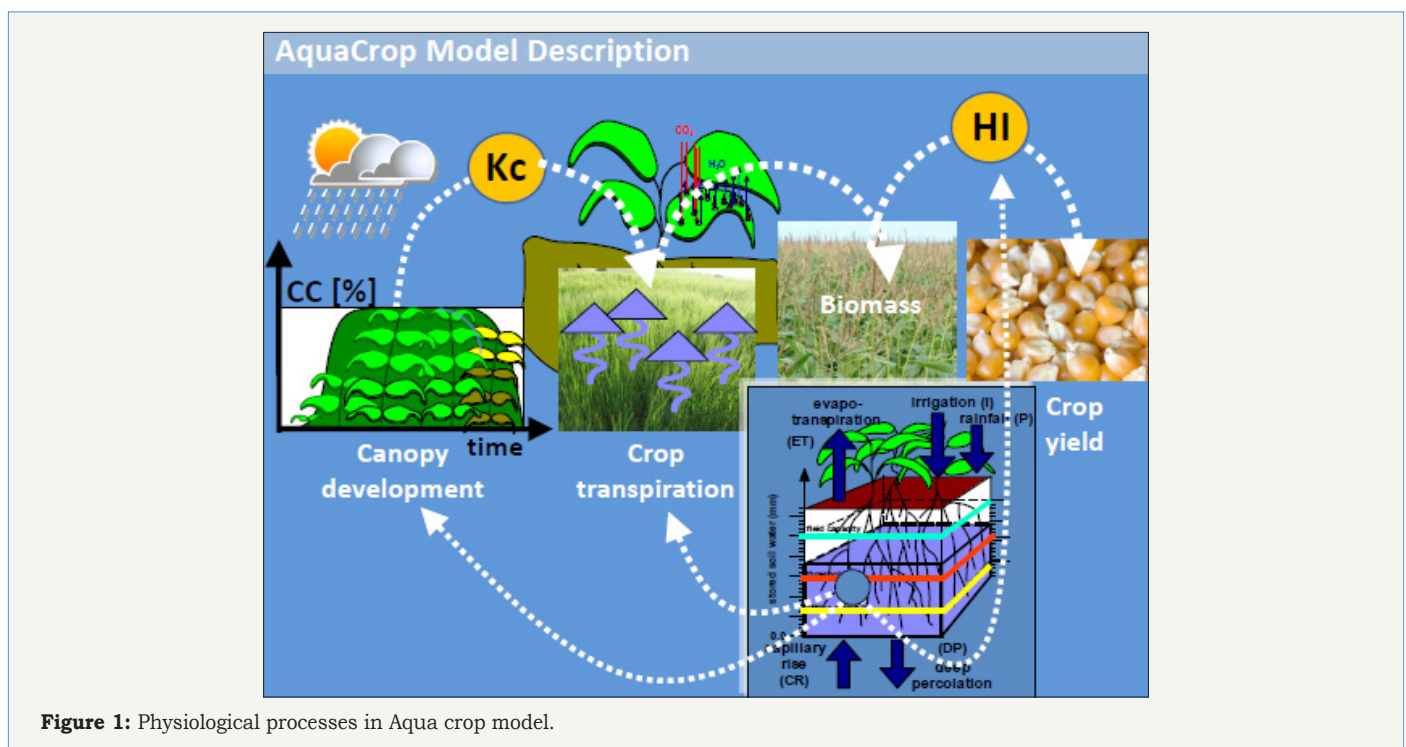 AquaCrop Model Description
Kc
HI
CO₂
H₂O
CC [%]
time
Canopy
development
Crop
transpiration
Biomass
Crop
yield
evapo-
transpiration
(ET)
irrigation (I)
rainfall (P)
stored soil water (mm)
field capacity
0.0
capillary
rise
(CR)
(DP)
deep
percolation
Figure 1: Physiological processes in Aqua crop model.